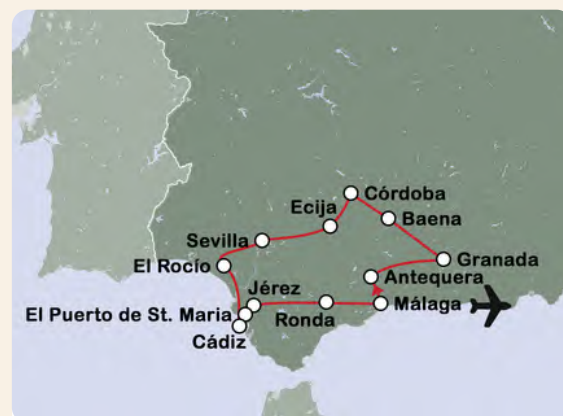 Córdoba
Ecija
Baena
Sevilla
Granada
El Rocío
Antequera
Jérez
El Puerto de St. Maria
Ronda
Málaga
Cádiz